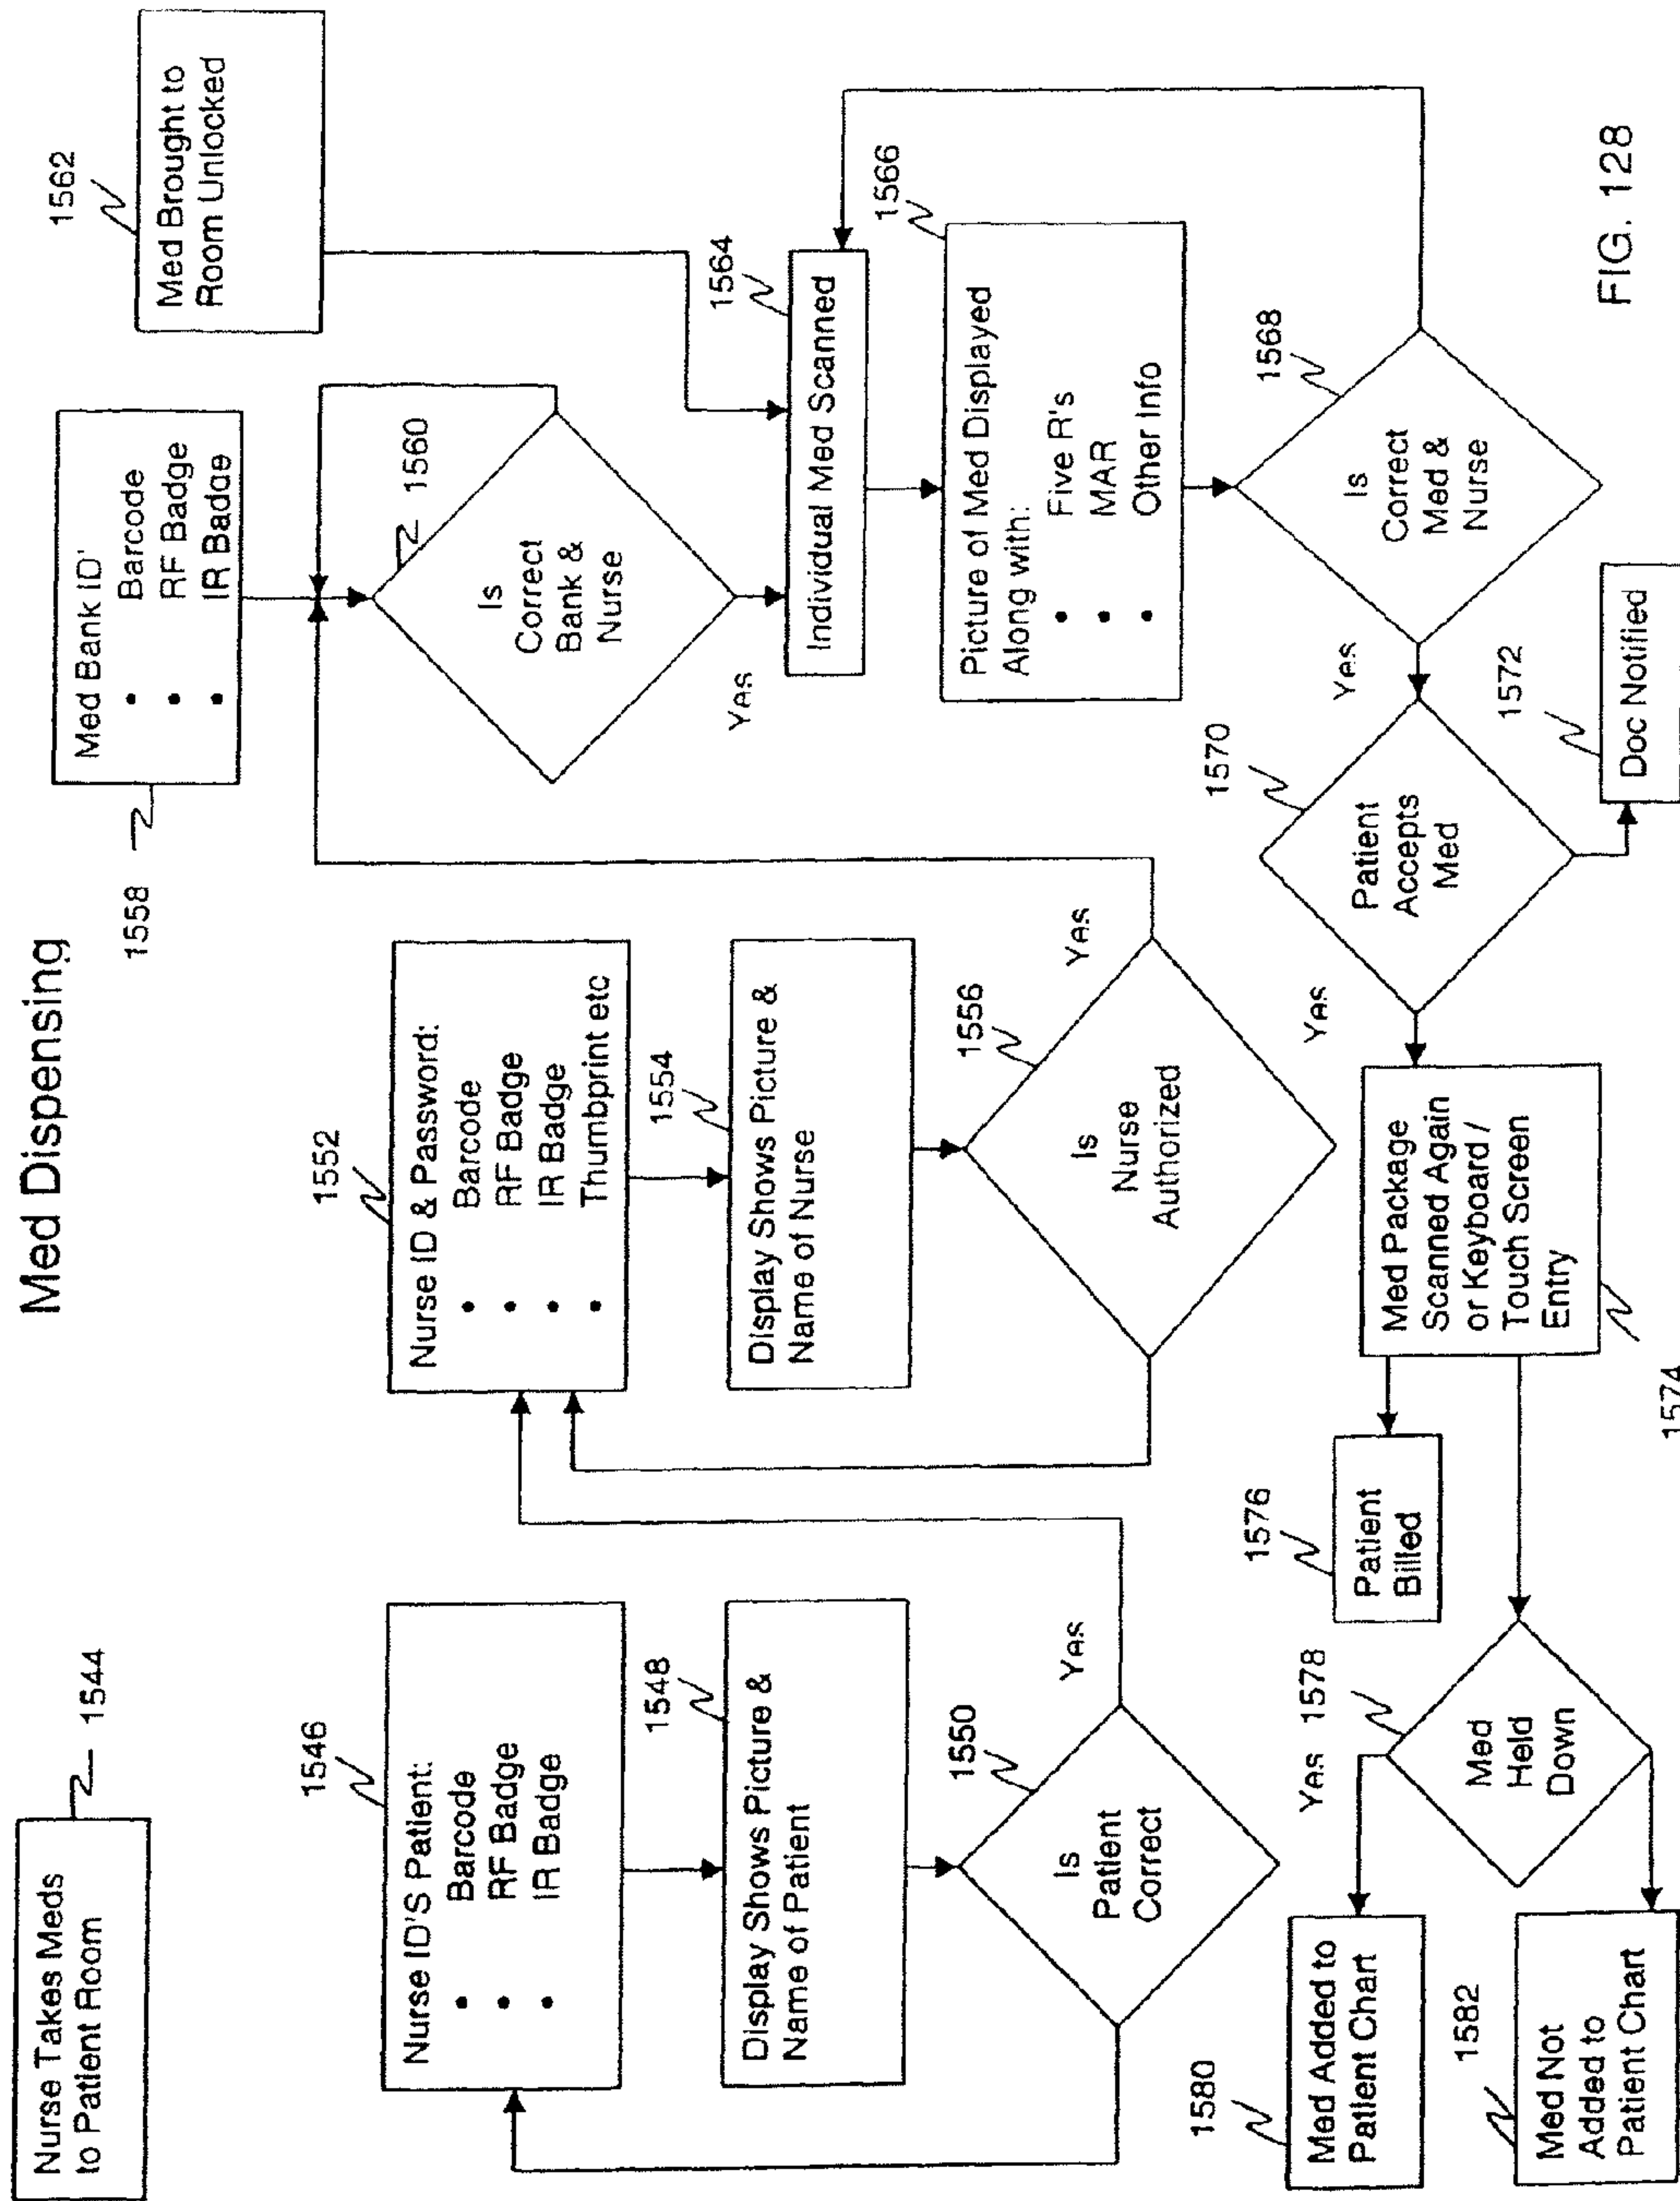 Med Dispensing
Nurse Takes Meds
to Patient Room
1544
1546
Nurse ID'S Patient:
• Barcode
• RF Badge
• IR Badge
1548
Display Shows Picture &
Name of Patient
1550
Is
Patient
Correct
Yes
1552
Nurse ID & Password:
• Barcode
• RF Badge
• IR Badge
• Thumbprint etc
1554
Display Shows Picture &
Name of Nurse
1556
Is
Nurse
Authorized
Yes
1558
Med Bank ID'
• Barcode
• RF Badge
• IR Badge
1560
Is
Correct
Bank &
Nurse
Yes
1562
Med Brought to
Room Unlocked
1564
Individual Med Scanned
1566
Picture of Med Displayed
Along with:
• Five R's
• MAR
• Other Info
1568
Is
Correct
Med &
Nurse
Yes
1570
Patient
Accepts
Med
1572
Doc Notified
Yes
Med Package
Scanned Again
or Keyboard /
Touch Screen
Entry
1574
1576
Patient
Billed
1578
Med
Held
Down
Yes
1580
Med Added to
Patient Chart
1582
Med Not
Added to
Patient Chart
FIG. 128